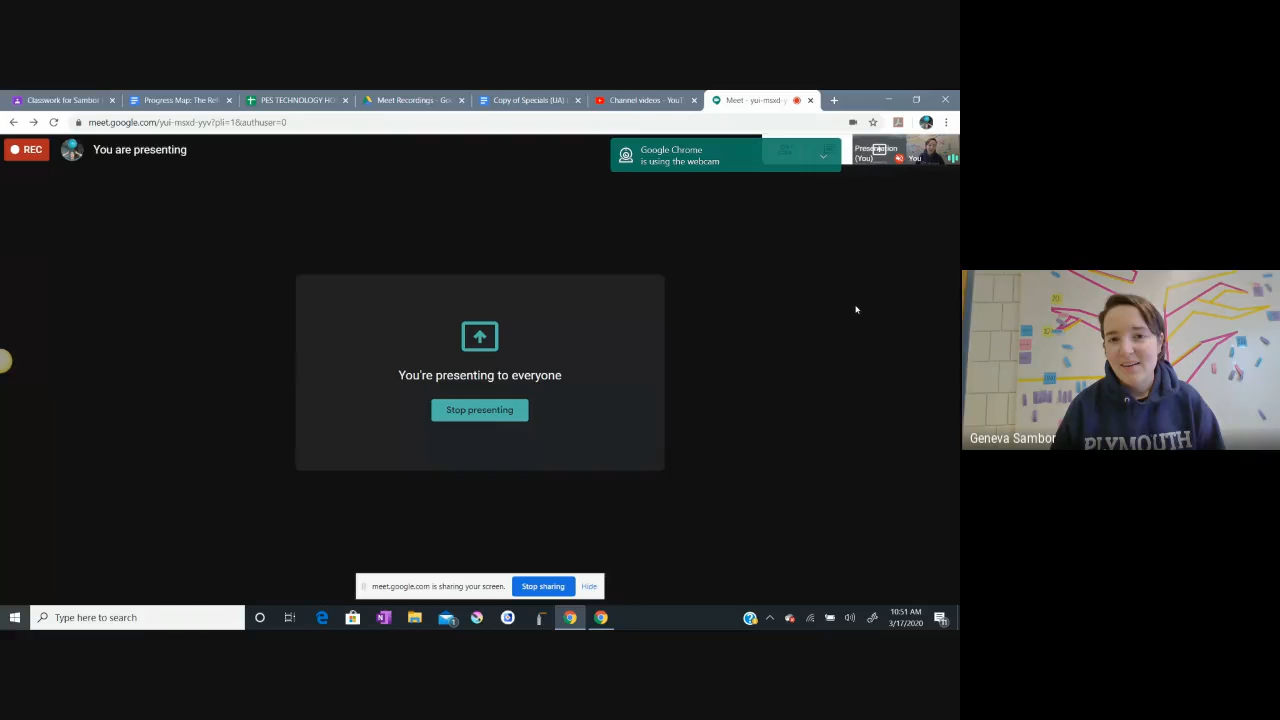 Classwork for Sambor
Progress Map: The Ref
PES TECHNOLOGY HO
Meet Recordings - Go
Copy of Specials (UA)
Channel videos - YouT
Meet - yui-msxd-y
meet.google.com/yui-msxd-yyv?pli=1&authuser=0
REC
You are presenting
Google Chrome
is using the webcam
Presentation
(You)
You
You're presenting to everyone
Stop presenting
Geneva Sambor
PLYMOUTH
meet.google.com is sharing your screen.
Stop sharing
Hide
Type here to search
10:51 AM
3/17/2020